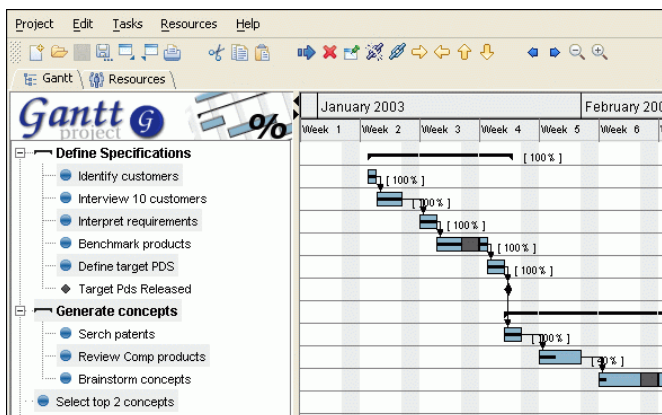 Project Edit Tasks Resources Help
Gantt Resources
Gantt
project
G
%
January 2003
February 200
Week 1 Week 2 Week 3 Week 4 Week 5 Week 6
Define Specifications
[ 100% ]
Identify customers
[ 100% ]
Interview 10 customers
[ 100% ]
Interpret requirements
[ 100% ]
Benchmark products
[ 100% ]
Define target PDS
[ 100% ]
Target Pds Released
Generate concepts
Serch patents
[ 100% ]
Review Comp products
Brainstorm concepts
Select top 2 concepts